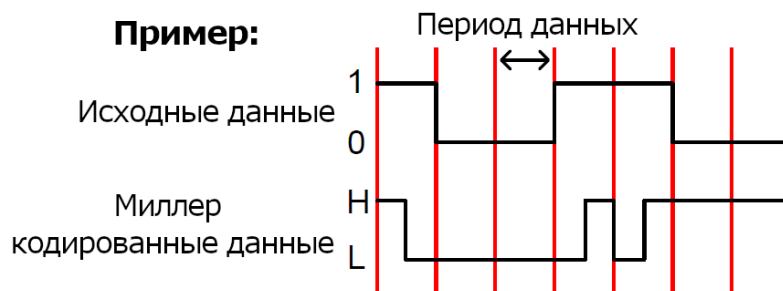 Пример:
Период данных
1
Исходные данные
0
Миллер
кодированные данные
H
L